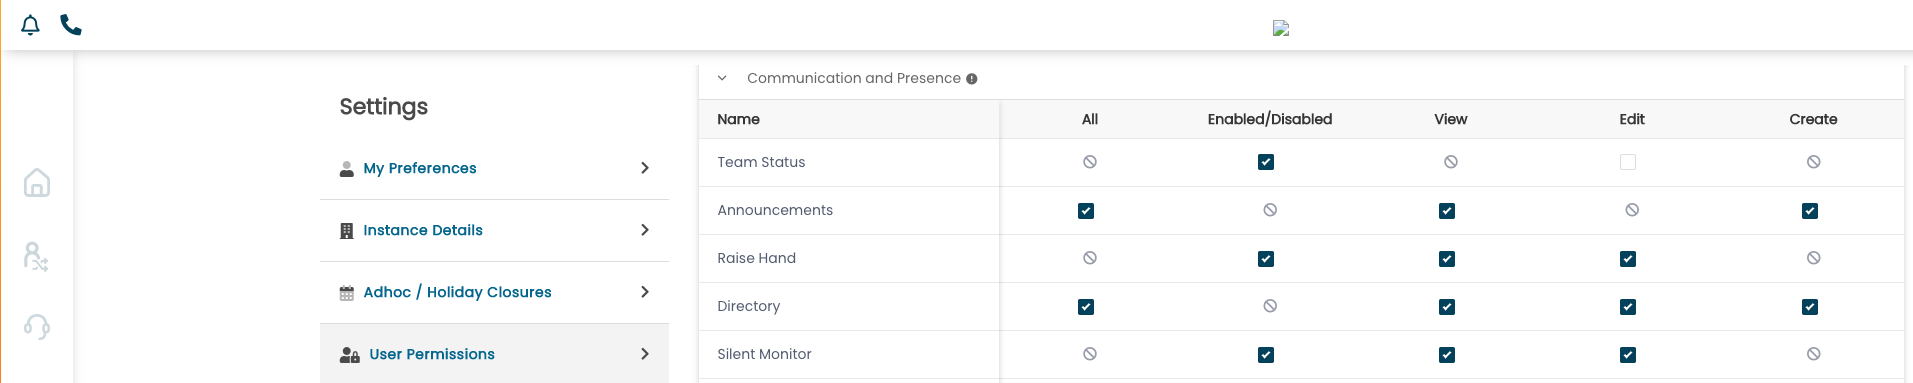 Settings
My Preferences
Instance Details
Adhoc / Holiday Closures
User Permissions
Communication and Presence
Name All Enabled/Disabled View Edit Create
Team Status
Announcements
Raise Hand
Directory
Silent Monitor